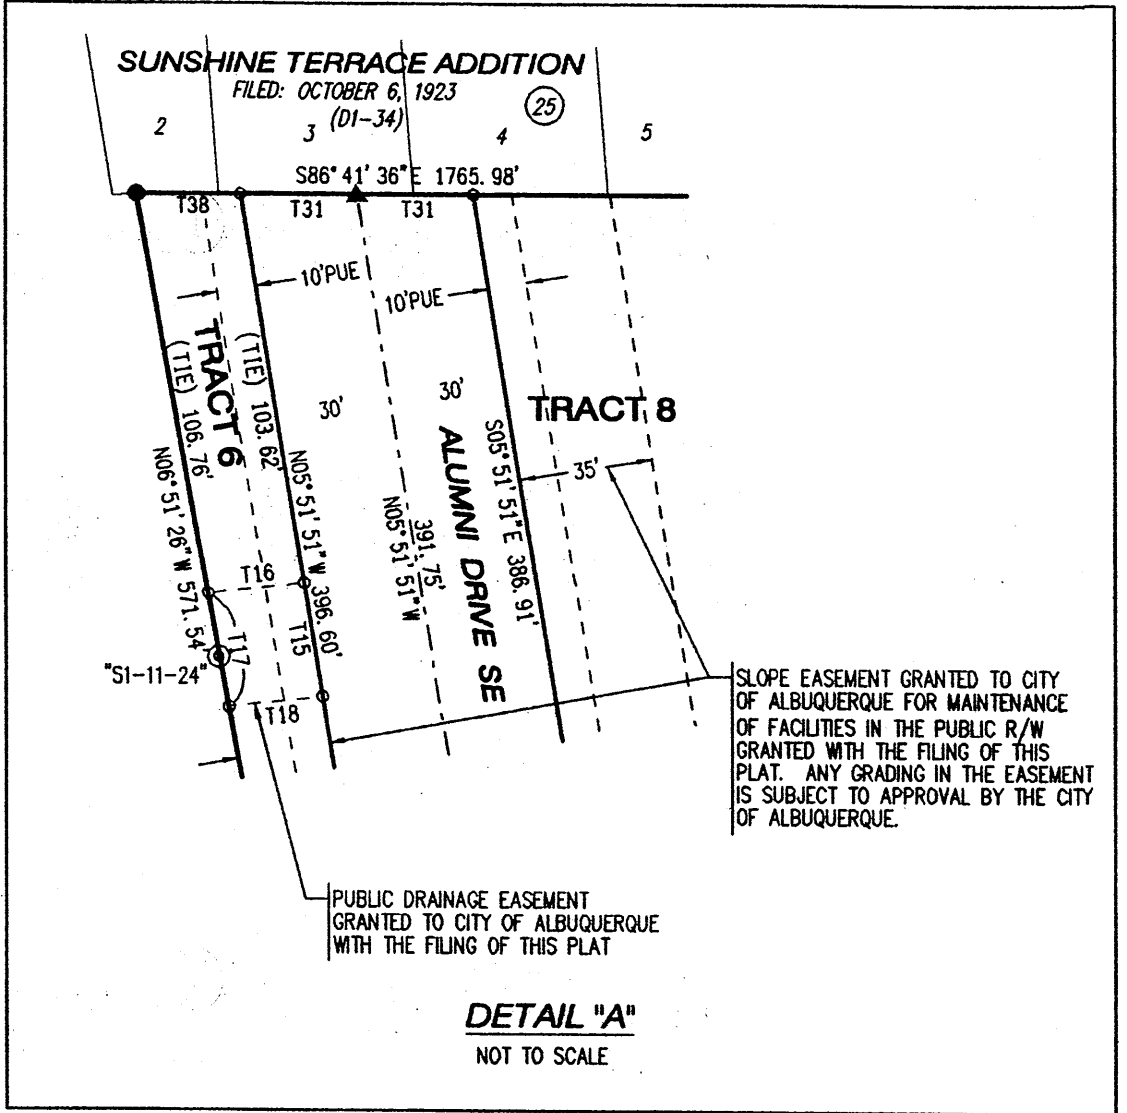 SUNSHINE TERRACE ADDITION
FILED: OCTOBER 6, 1923
(D1-34)
25
2
3
4
5
S86°41'36"E 1765.98'
T38
T31
T31
10'PUE
10'PUE
TRACT 6
(TIE) 106.76'
(TIE) 103.62'
30'
30'
TRACT 8
N06°51'26"W 571.54'
N05°51'51"W 396.60'
391.75'
N05°51'51"W
ALUMNI DRIVE SE
S05°51'51"E 386.91'
35'
T16
T15
T17
"S1-11-24"
T18
SLOPE EASEMENT GRANTED TO CITY
OF ALBUQUERQUE FOR MAINTENANCE
OF FACILITIES IN THE PUBLIC R/W
GRANTED WITH THE FILING OF THIS
PLAT. ANY GRADING IN THE EASEMENT
IS SUBJECT TO APPROVAL BY THE CITY
OF ALBUQUERQUE.
PUBLIC DRAINAGE EASEMENT
GRANTED TO CITY OF ALBUQUERQUE
WITH THE FILING OF THIS PLAT
DETAIL "A"
NOT TO SCALE